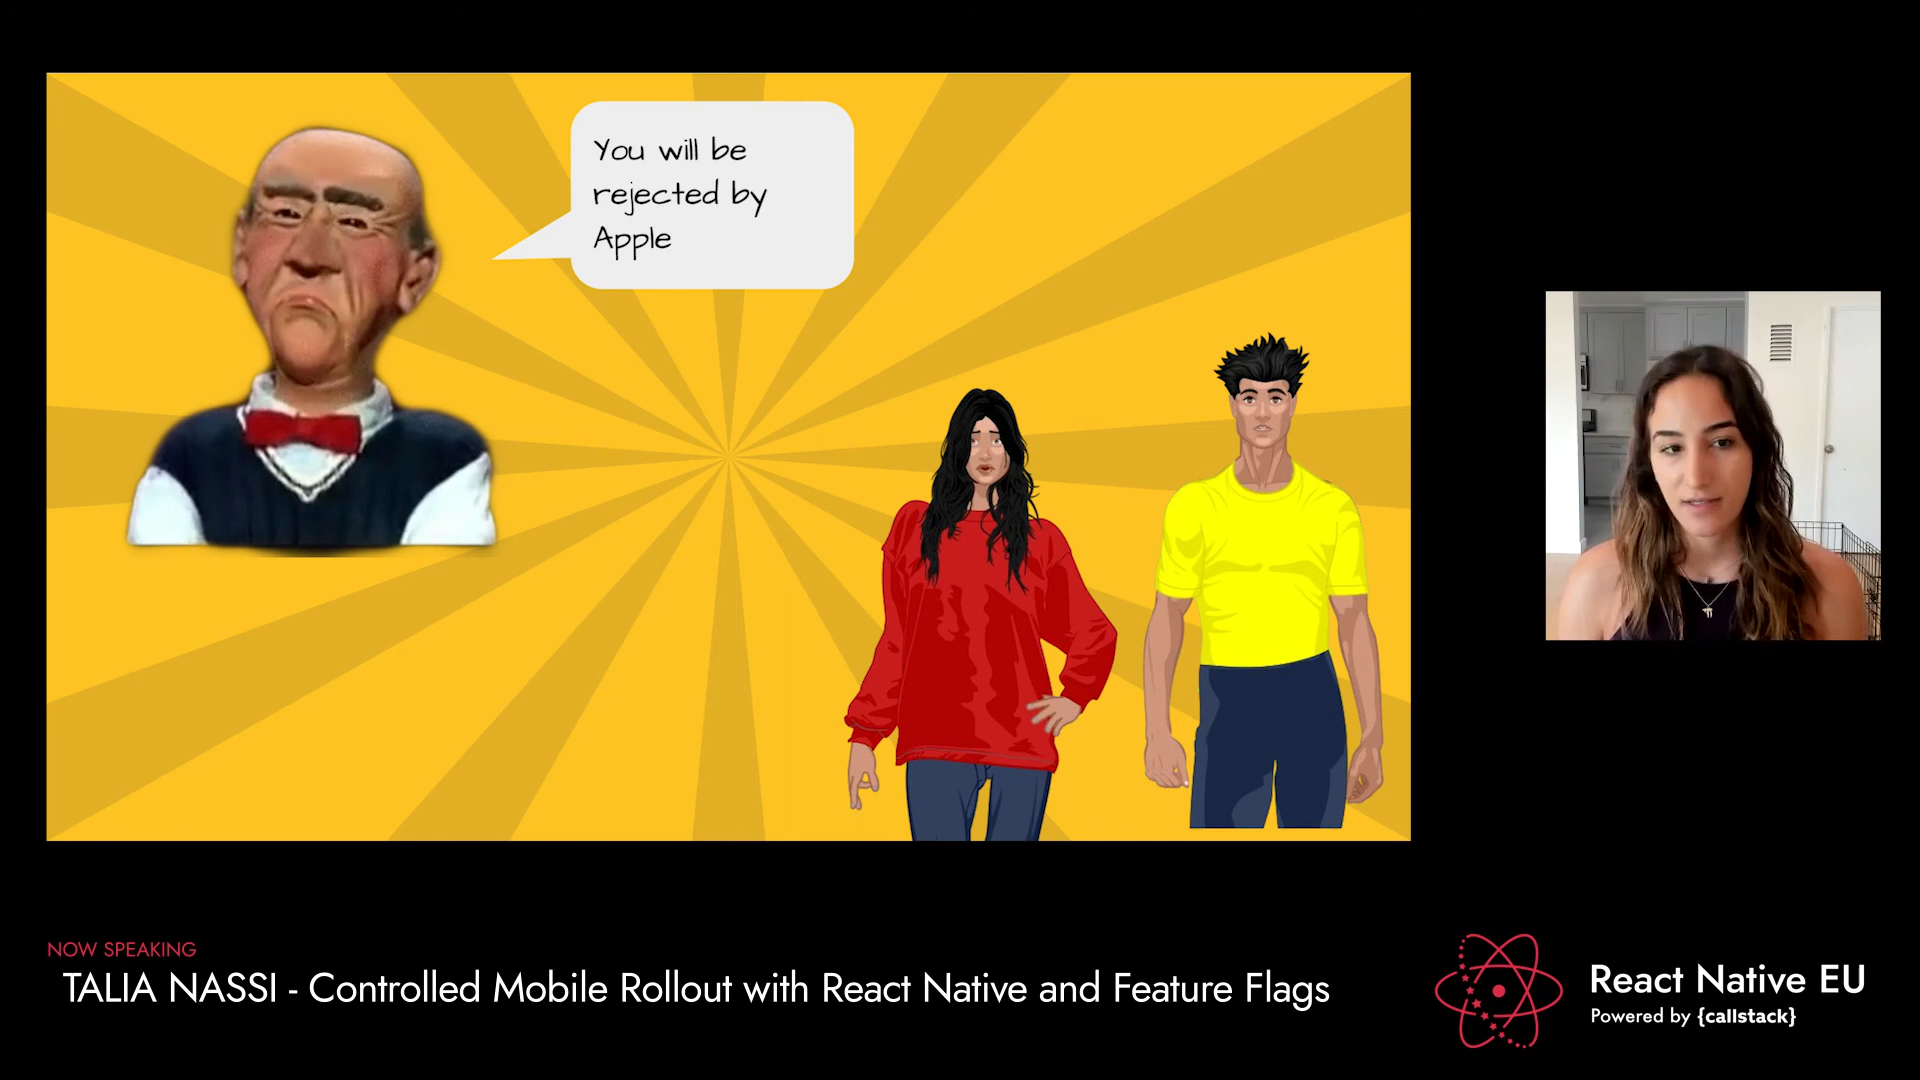 You will be
rejected by
Apple
NOW SPEAKING
TALIA NASSI - Controlled Mobile Rollout with React Native and Feature Flags
React Native EU
Powered by {callstack}